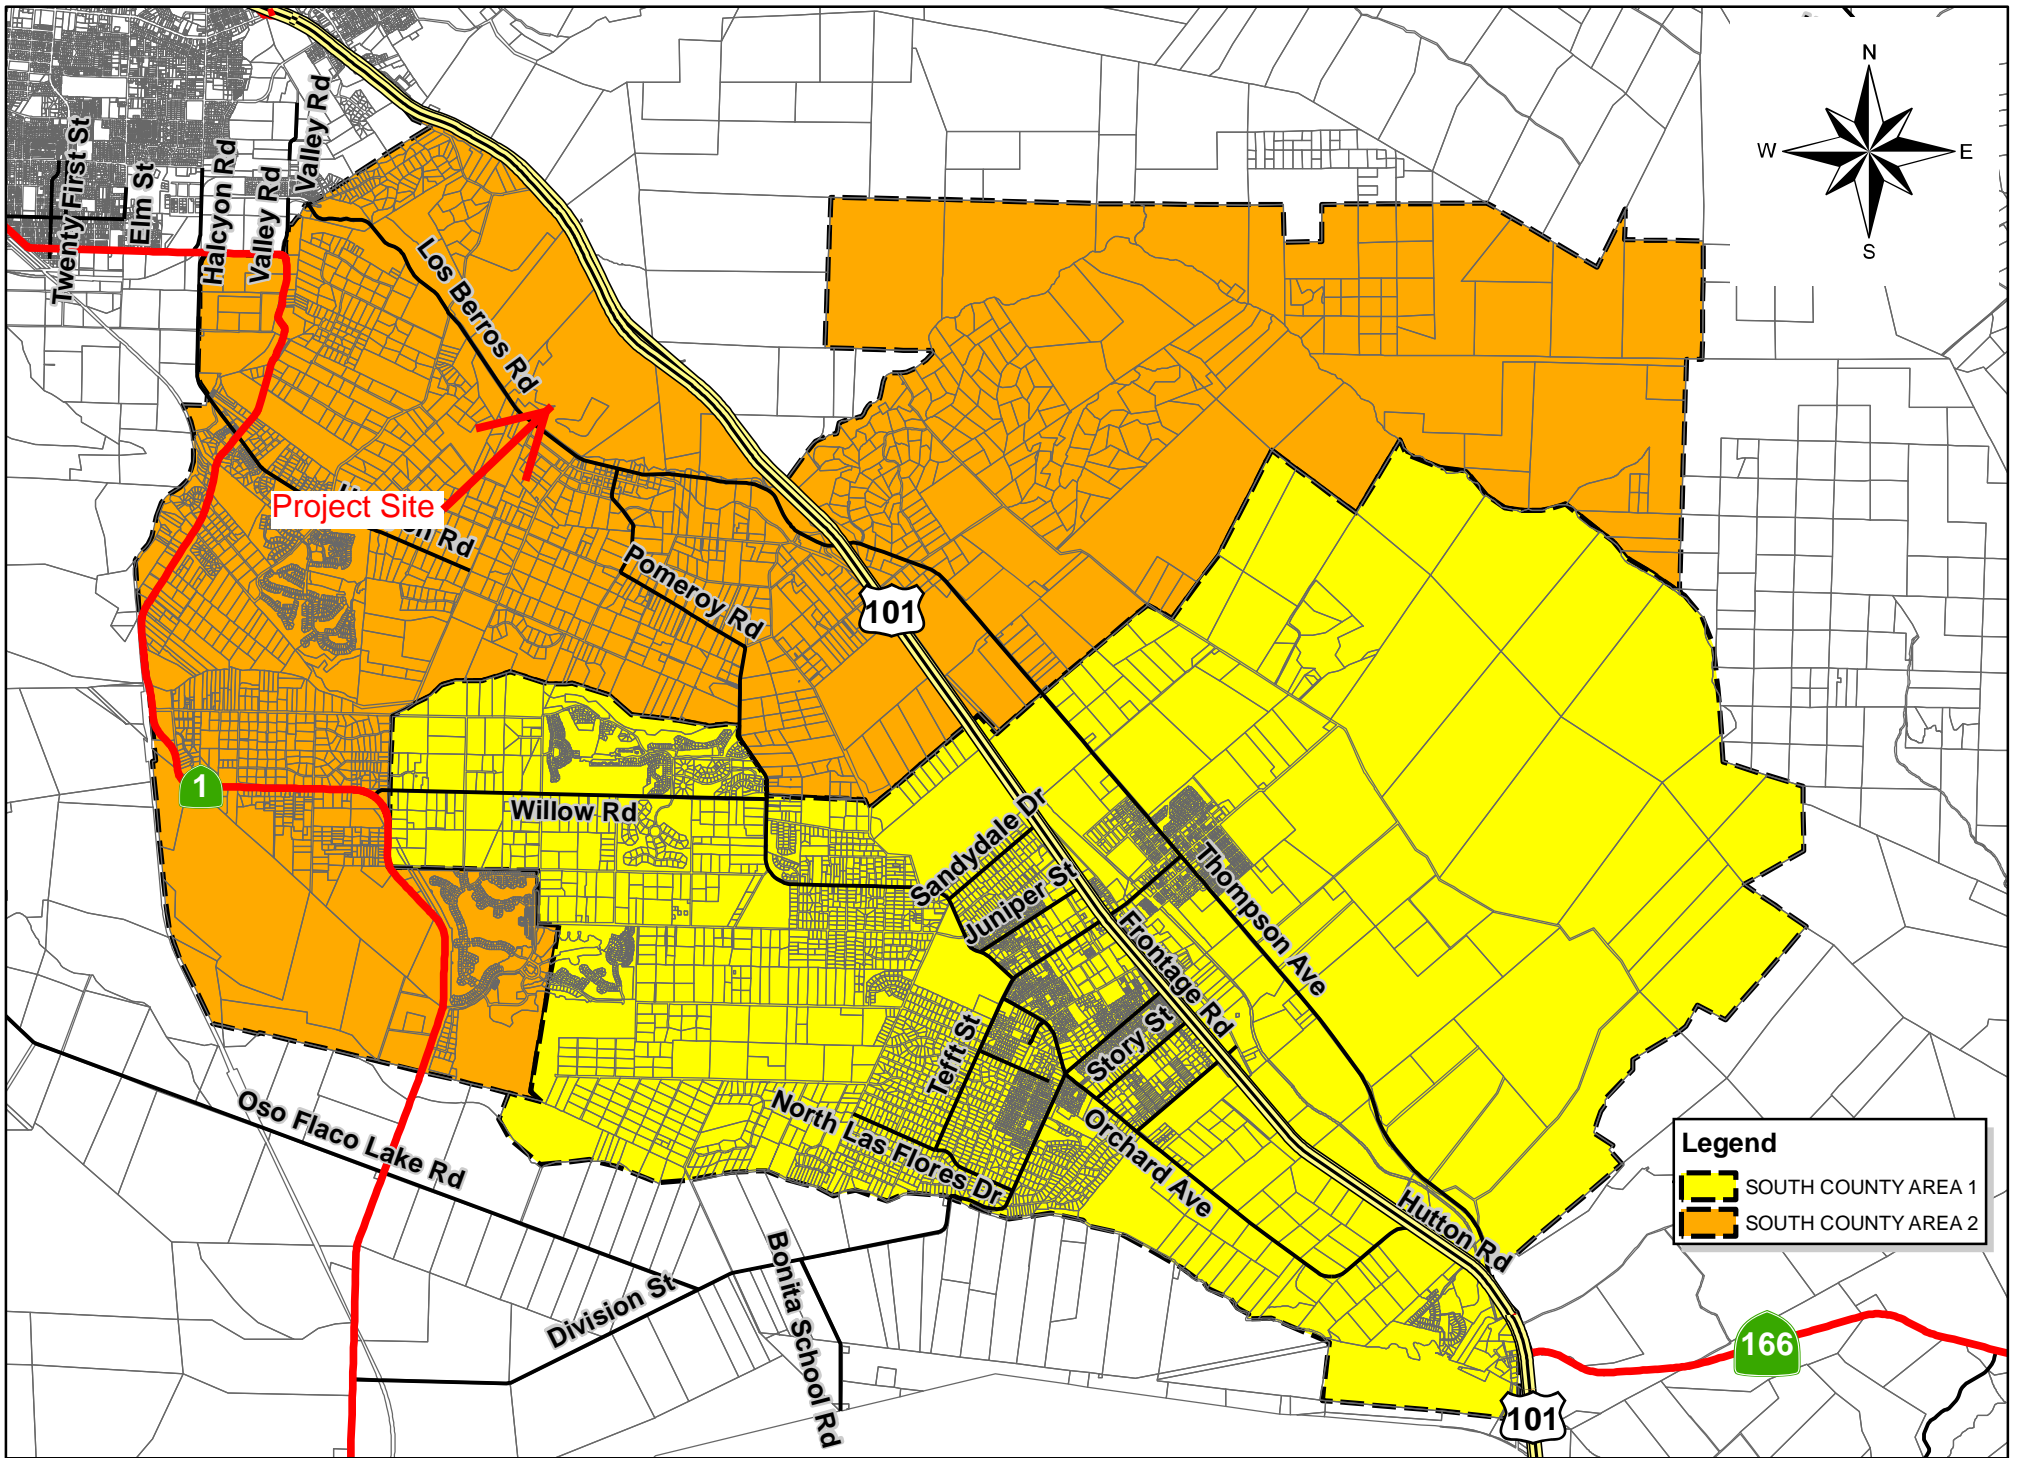 N
W
E
S
Twenty First St
Elm St
Halcyon Rd
Valley Rd
Valley Rd
Los Berros Rd
Project Site
Rd
Pomeroy Rd
101
1
Willow Rd
Sandydale Dr
Juniper St
Thompson Ave
Frontage Rd
Tefft St
Story St
Orchard Ave
North Las Flores Dr
Oso Flaco Lake Rd
Division St
Bonita School Rd
Hutton Rd
Legend
SOUTH COUNTY AREA 1
SOUTH COUNTY AREA 2
166
101